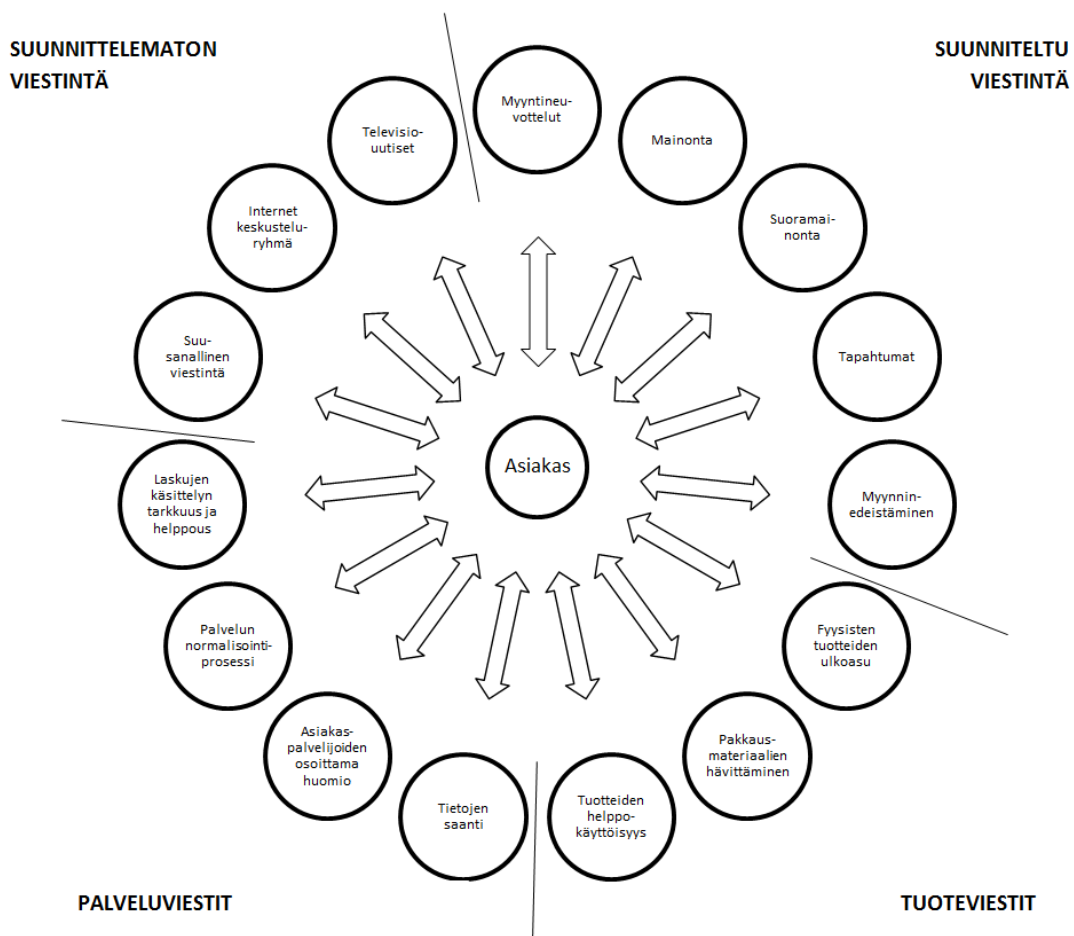 SUUNNITTELEMATON
VIESTINTÄ
SUUNNITELTU
VIESTINTÄ
Myyntineu-
vottelut
Mainonta
Suoramai-
nonta
Tapahtumat
Myynnin-
edeistäminen
Fyysisten
tuotteiden
ulkoasu
Pakkaus-
materiaalien
hävittäminen
Tuotteiden
helppo-
käyttöisyys
Tietojen
saanti
Asiakas-
palvelijoiden
osoittama
huomio
Palvelun
normalisointi-
prosessi
Laskujen
käsittelyn
tarkkuus ja
helppous
Suu-
sanallinen
viestintä
Internet
keskustelu-
ryhmä
Televisio-
uutiset
Asiakas
PALVELUVIESTIT
TUOTEVIESTIT